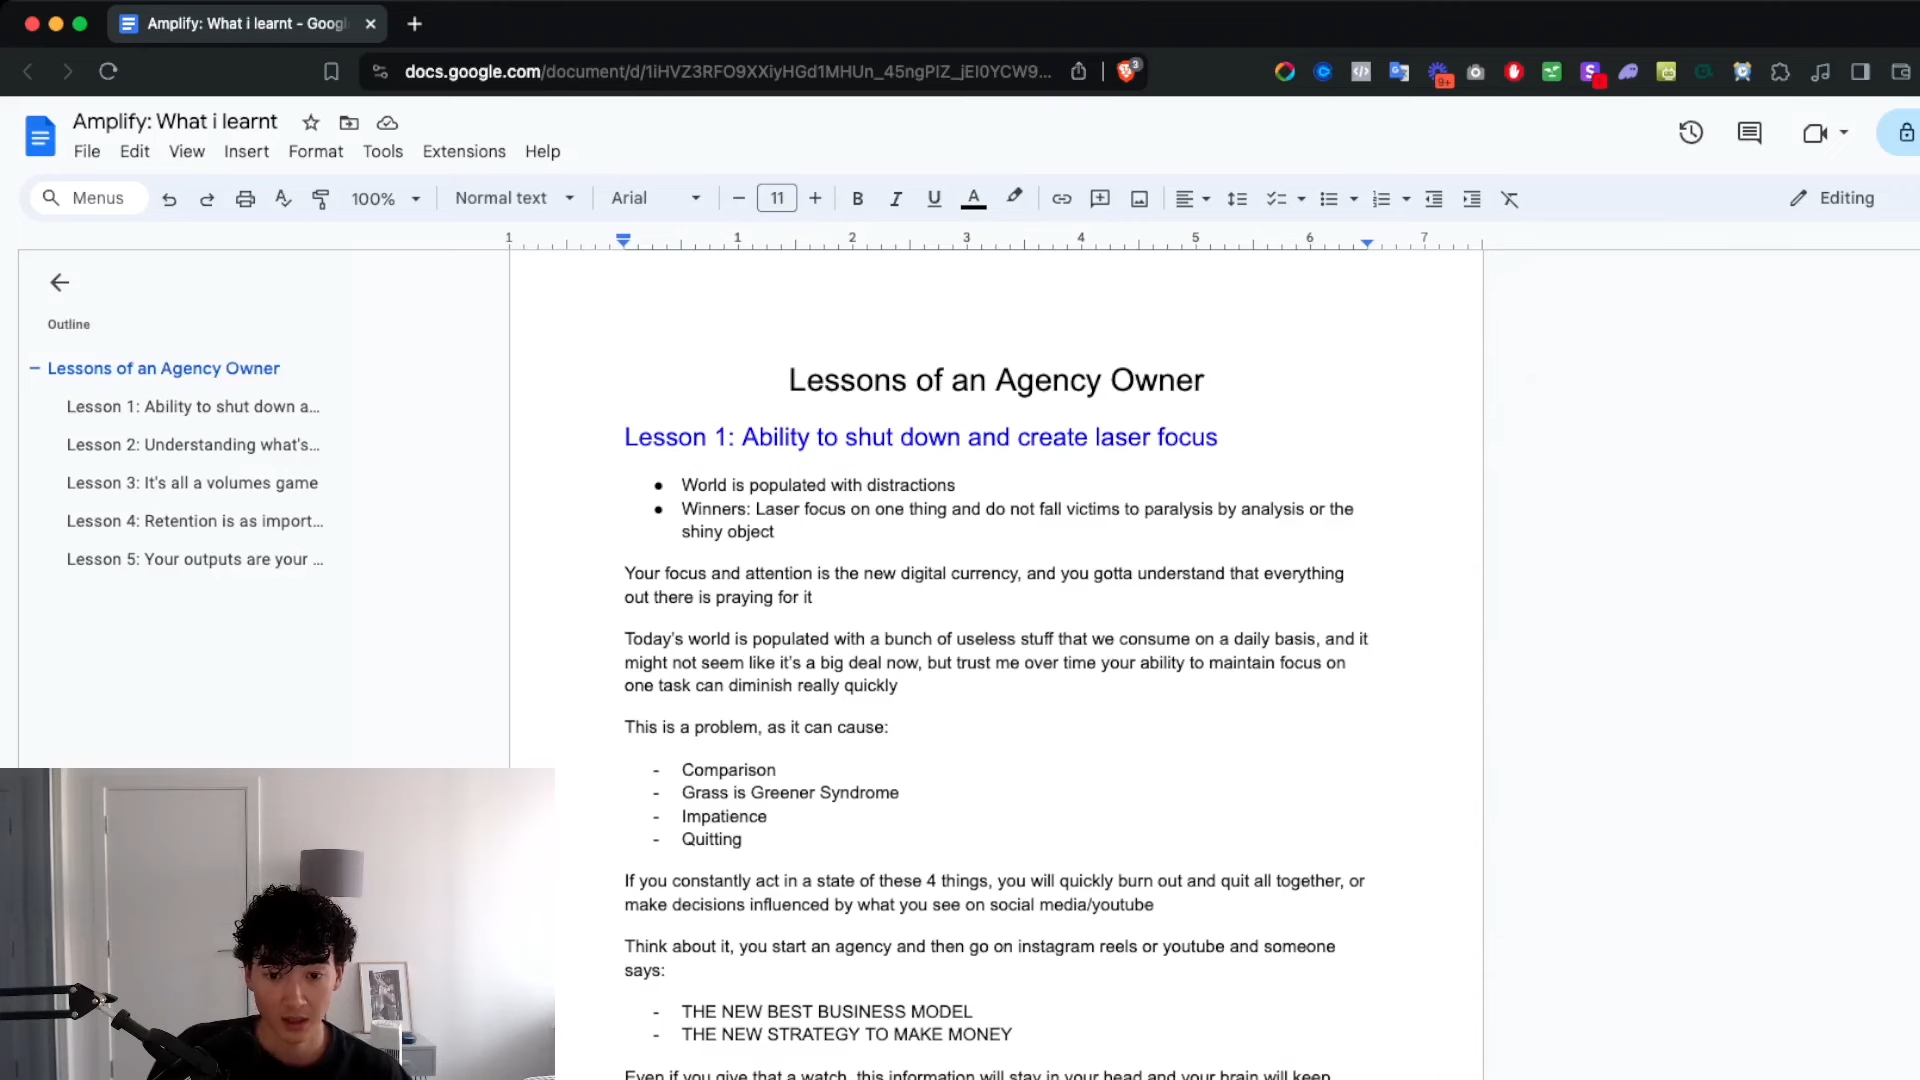 Amplify: What i learnt - Googl
docs.google.com/document/d/1iHVZ3RFO9XXiyHGd1MHUn_45ngPIZ_jEI0YCW9...
3
9+
Amplify: What i learnt
File Edit View Insert Format Tools Extensions Help
Menus 100% Normal text Arial 11 B I U A Editing
1 1 2 3 4 5 6 7
Outline
Lessons of an Agency Owner
Lesson 1: Ability to shut down a...
Lesson 2: Understanding what's...
Lesson 3: It's all a volumes game
Lesson 4: Retention is as import...
Lesson 5: Your outputs are your ...
Lessons of an Agency Owner
Lesson 1: Ability to shut down and create laser focus
● World is populated with distractions
● Winners: Laser focus on one thing and do not fall victims to paralysis by analysis or the
shiny object
Your focus and attention is the new digital currency, and you gotta understand that everything
out there is praying for it
Today's world is populated with a bunch of useless stuff that we consume on a daily basis, and it
might not seem like it's a big deal now, but trust me over time your ability to maintain focus on
one task can diminish really quickly
This is a problem, as it can cause:
- Comparison
- Grass is Greener Syndrome
- Impatience
- Quitting
If you constantly act in a state of these 4 things, you will quickly burn out and quit all together, or
make decisions influenced by what you see on social media/youtube
Think about it, you start an agency and then go on instagram reels or youtube and someone
says:
- THE NEW BEST BUSINESS MODEL
- THE NEW STRATEGY TO MAKE MONEY
Even if you give that a watch, this information will stay in your head and your brain will keep